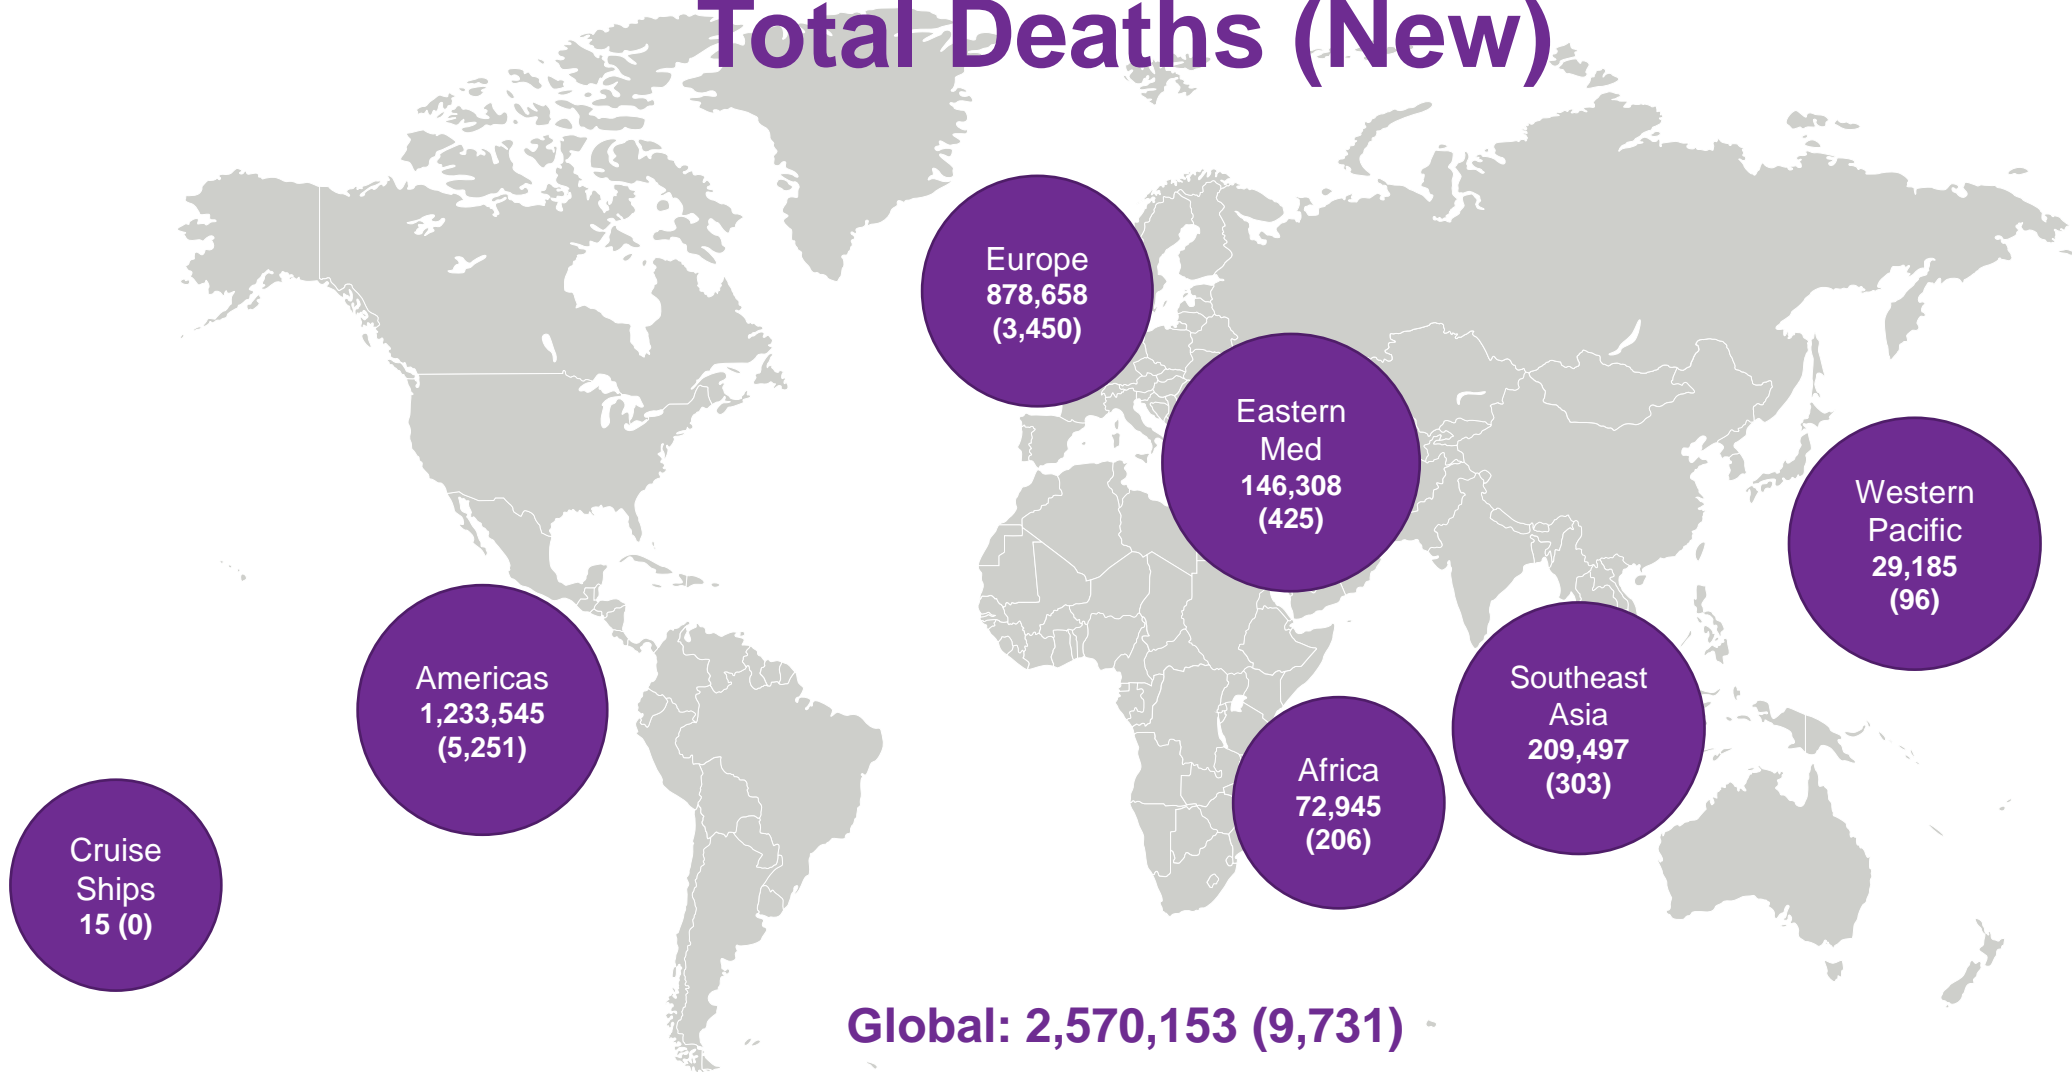 Total Deaths (New)
Europe
878,658
(3,450)
Eastern
Med
146,308
(425)
Western
Pacific
29,185
(96)
Americas
1,233,545
(5,251)
Southeast
Asia
209,497
(303)
Africa
72,945
(206)
Cruise
Ships
15 (0)
Global: 2,570,153 (9,731)